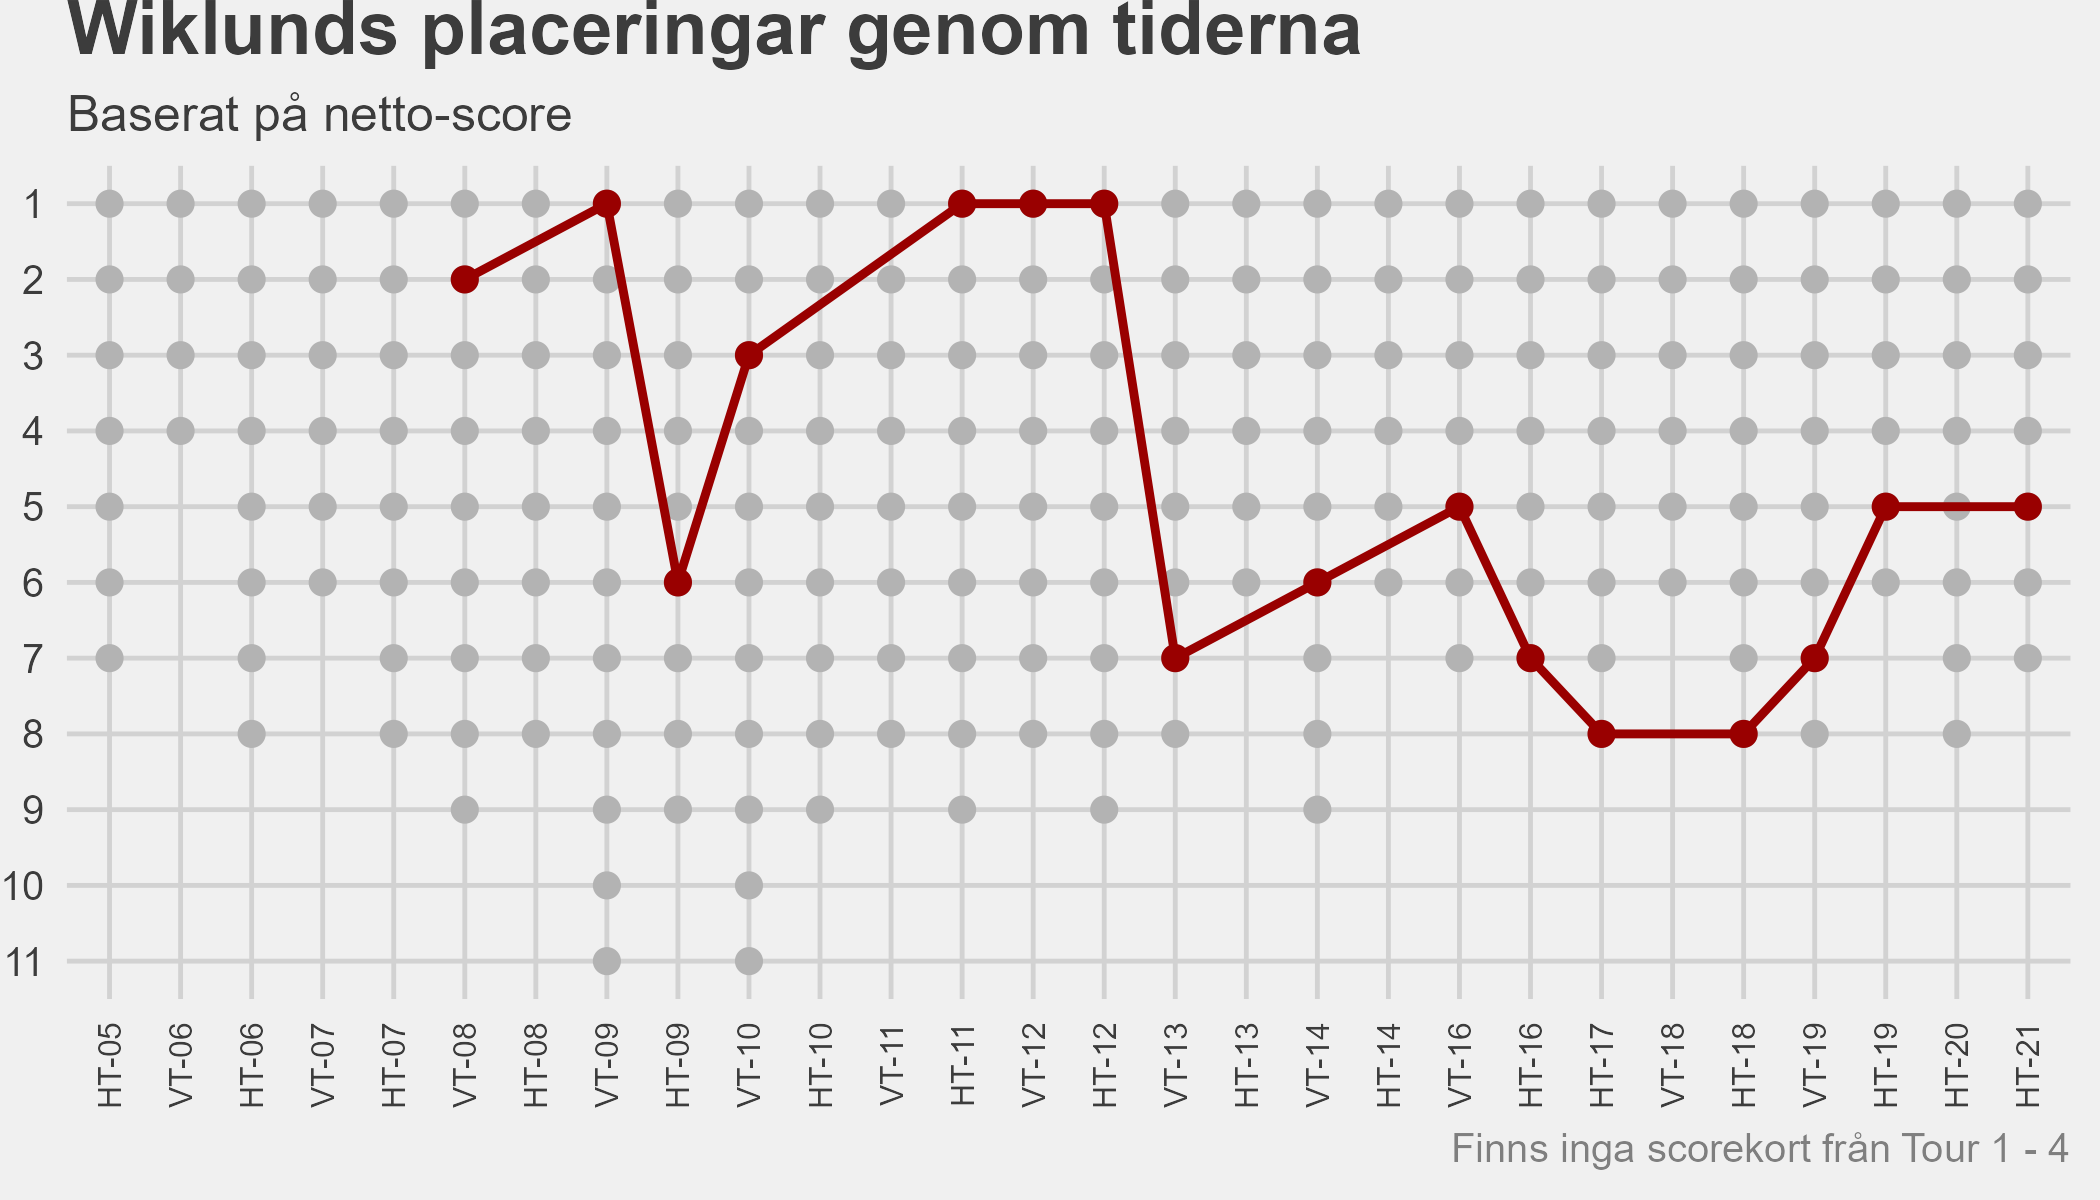 Wiklunds placeringar genom tiderna
Baserat på netto-score
1
2
3
4
5
6
7
8
9
10
11
HT-05
VT-06
HT-06
VT-07
HT-07
VT-08
HT-08
VT-09
HT-09
VT-10
HT-10
VT-11
HT-11
VT-12
HT-12
VT-13
HT-13
VT-14
HT-14
VT-16
HT-16
HT-17
VT-18
HT-18
VT-19
HT-19
HT-20
HT-21
Finns inga scorekort från Tour 1 - 4